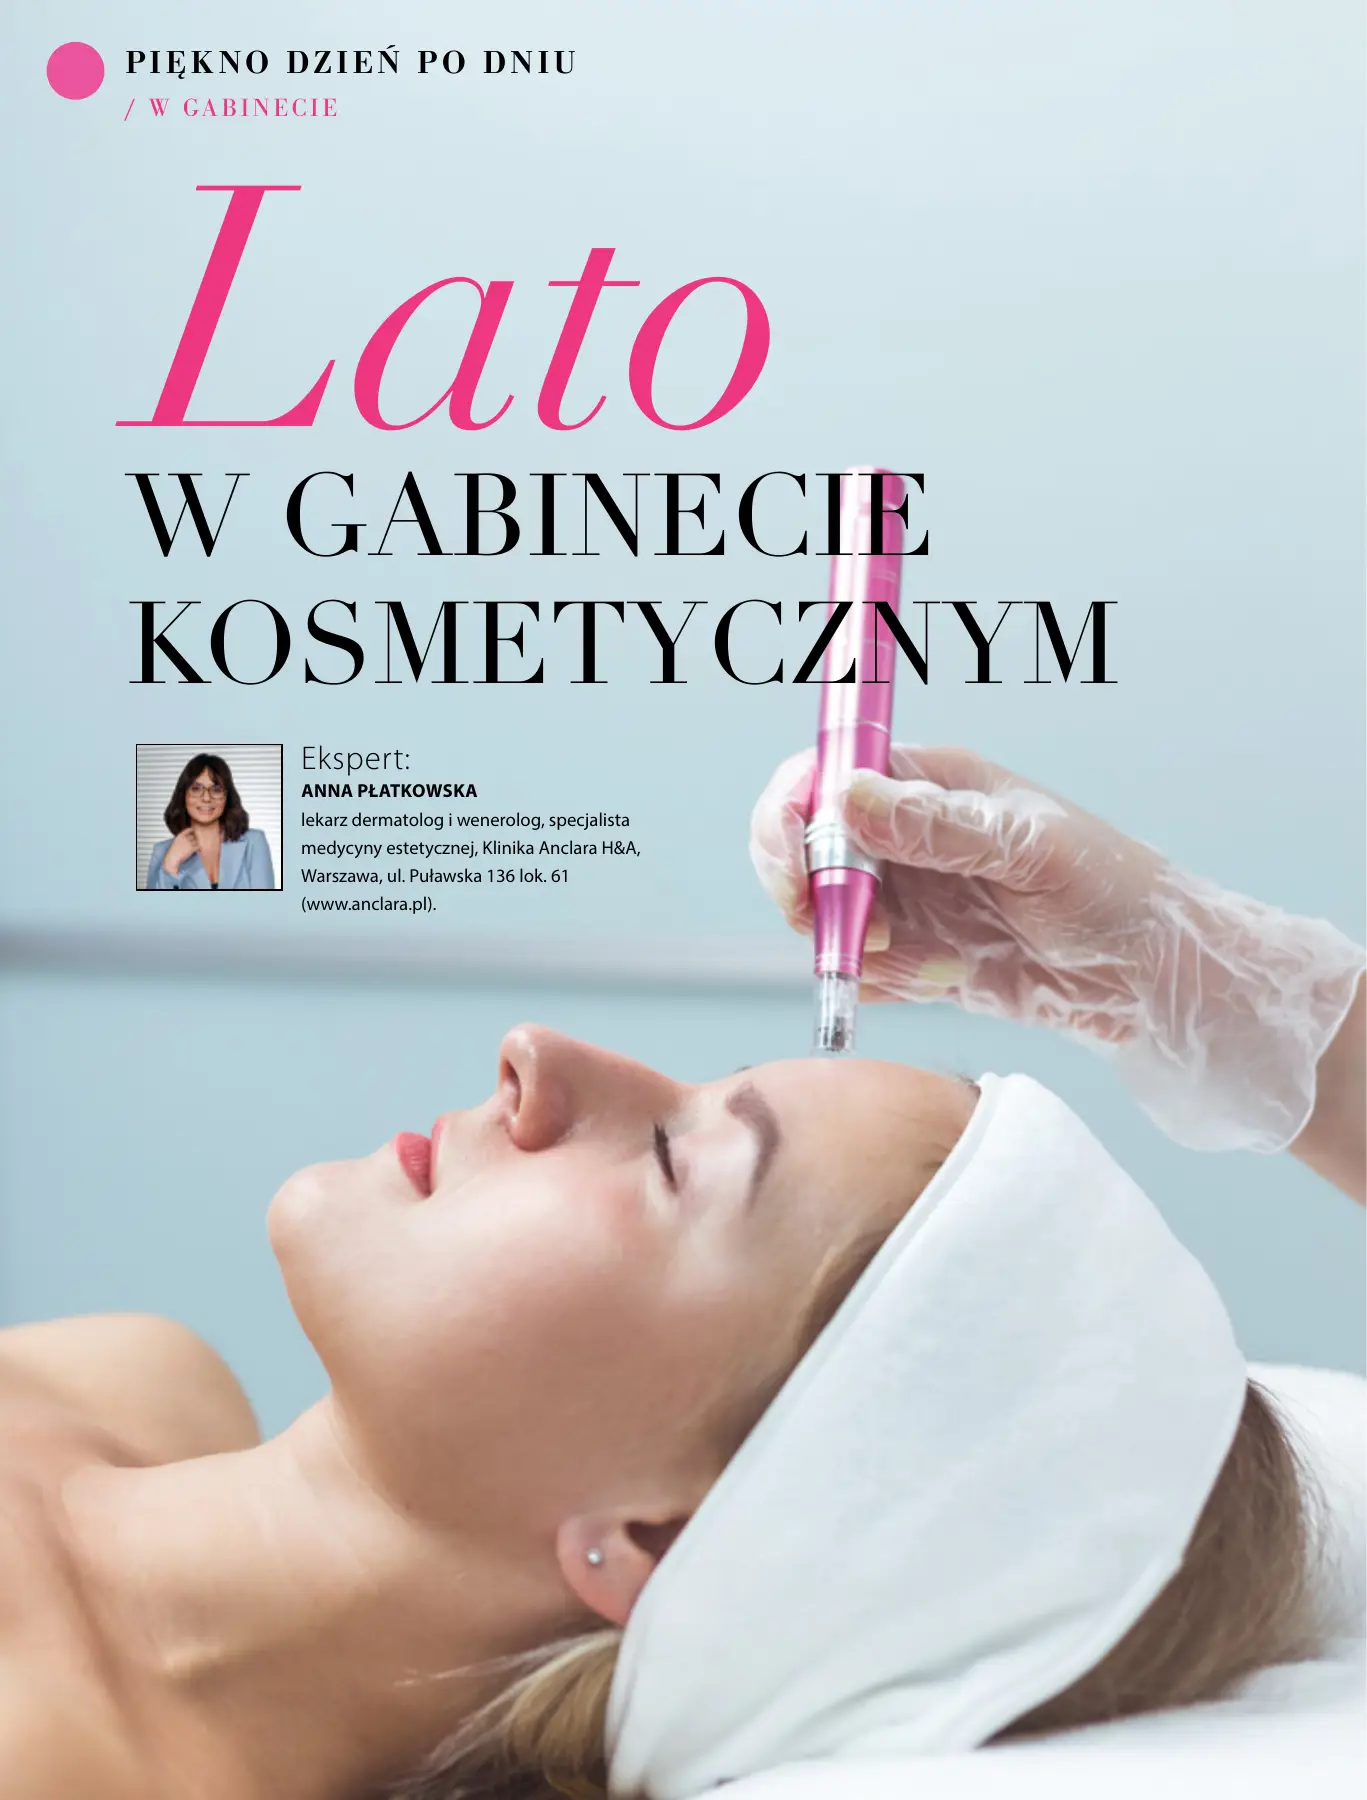 PIĘKNO DZIEŃ PO DNIU
/ W GABINECIE
Lato
W GABINECIE
KOSMETYCZNYM
Ekspert:
ANNA PŁATKOWSKA
lekarz dermatolog i wenerolog, specjalista
medycyny estetycznej, Klinika Anclara H&A,
Warszawa, ul. Puławska 136 lok. 61
(www.anclara.pl).